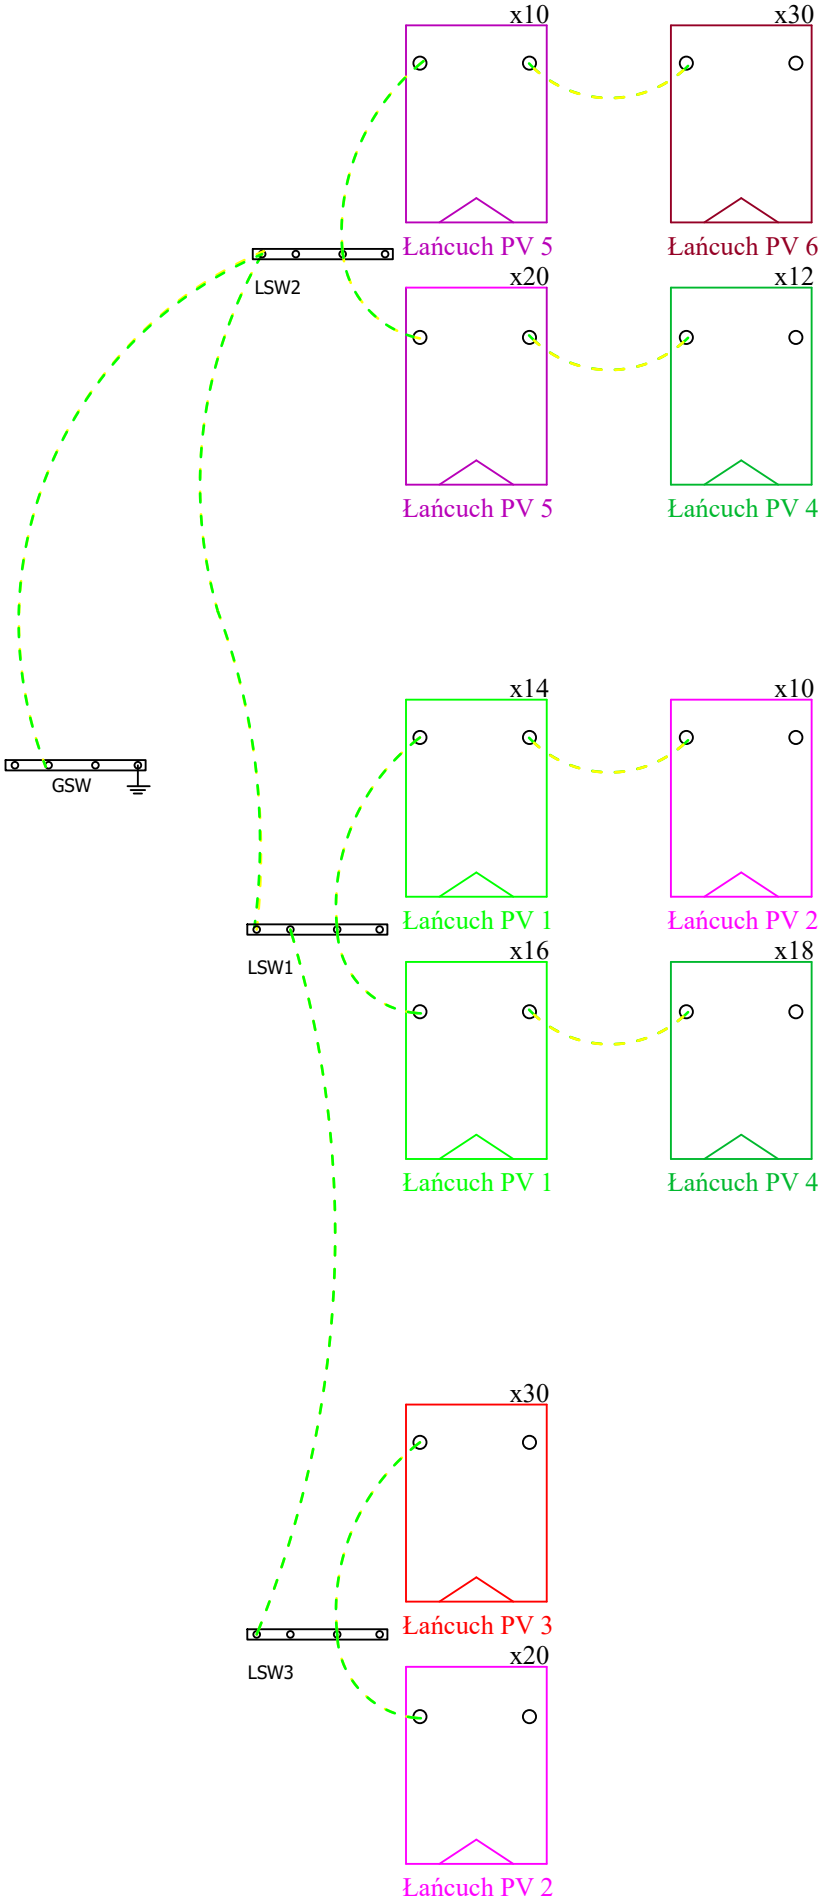 x10
x30
Łańcuch PV 5
Łańcuch PV 6
LSW2
x20
x12
Łańcuch PV 5
Łańcuch PV 4
x14
x10
GSW
Łańcuch PV 1
Łańcuch PV 2
LSW1
x16
x18
Łańcuch PV 1
Łańcuch PV 4
x30
Łańcuch PV 3
LSW3
x20
Łańcuch PV 2